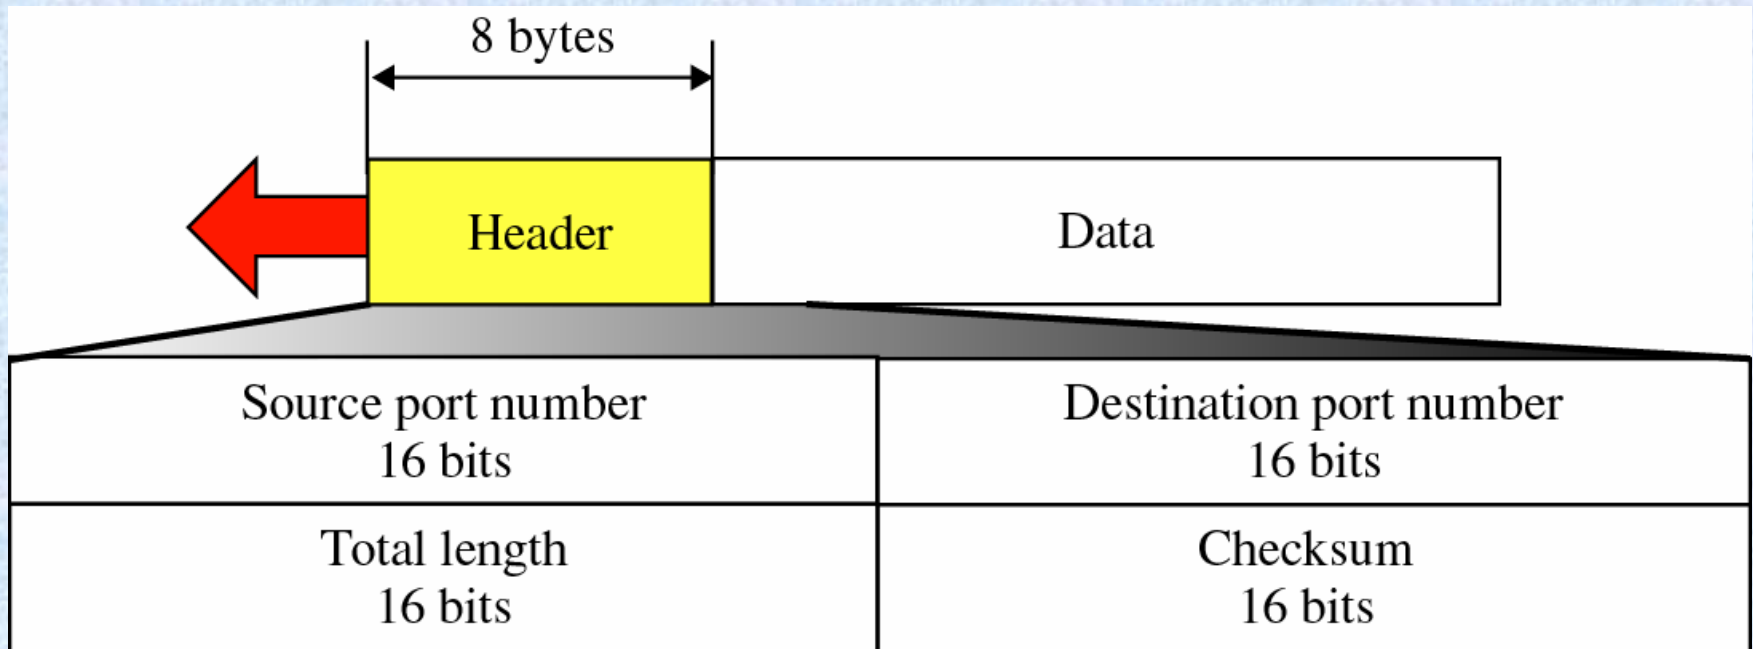 8 bytes
Header
Data
Source port number
16 bits
Destination port number
16 bits
Total length
16 bits
Checksum
16 bits